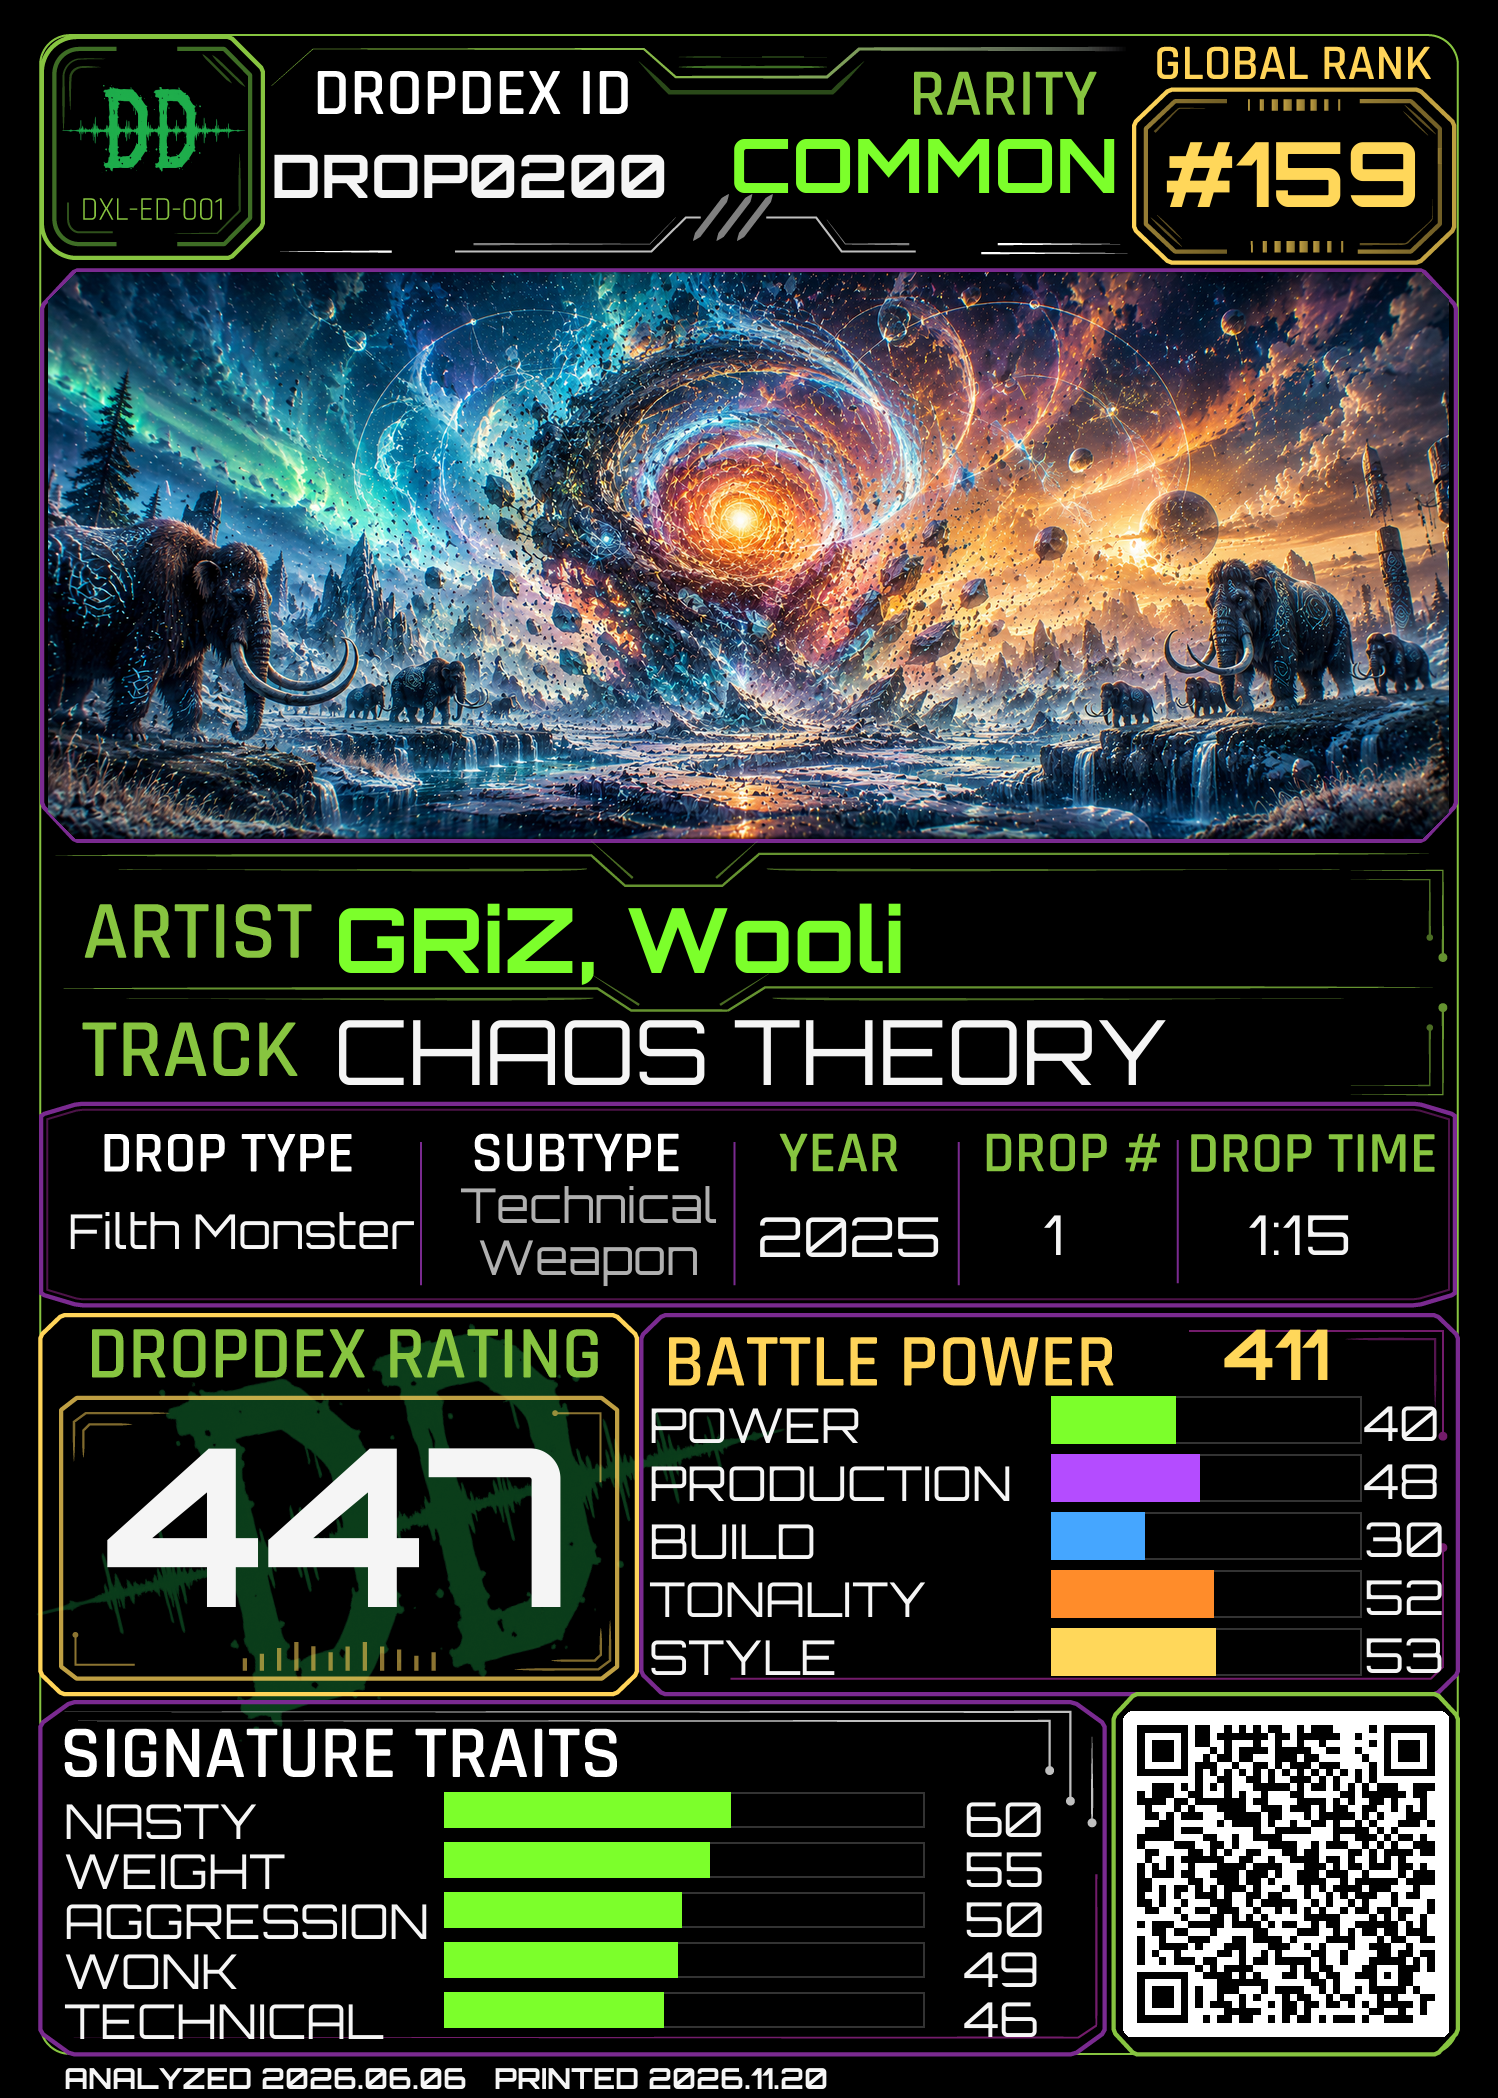 DD
DXL-ED-001
DROPDEX ID
DROP0200
RARITY
COMMON
GLOBAL RANK
#159
ARTIST GRiZ, Wooli
TRACK CHAOS THEORY
DROP TYPE
Filth Monster
SUBTYPE
Technical
Weapon
YEAR
2025
DROP #
1
DROP TIME
1:15
DROPDEX RATING
447
BATTLE POWER 411
POWER 40
PRODUCTION 48
BUILD 30
TONALITY 52
STYLE 53
SIGNATURE TRAITS
NASTY 60
WEIGHT 55
AGGRESSION 50
WONK 49
TECHNICAL 46
ANALYZED 2026.06.06 PRINTED 2026.11.20